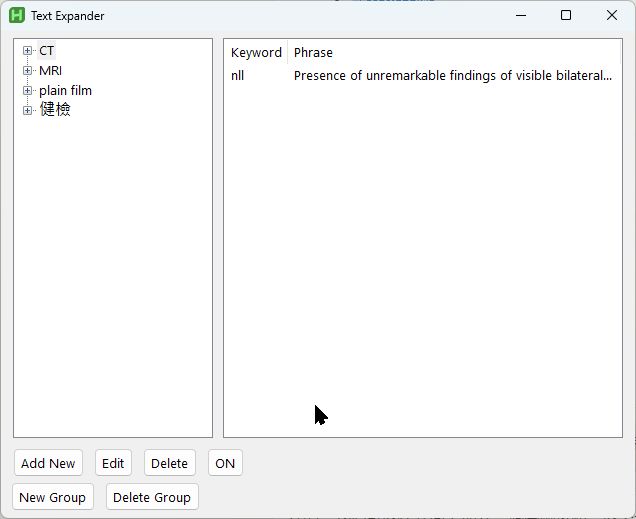 Text Expander
CT
MRI
plain film
健檢
Keyword Phrase
nll Presence of unremarkable findings of visible bilateral...
Add New Edit Delete ON
New Group Delete Group